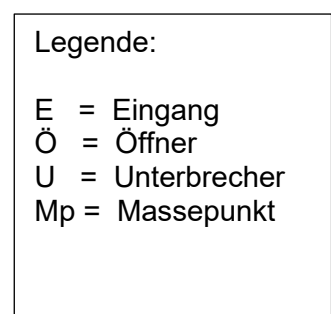 Legende:
E = Eingang
Ö = Öffner
U = Unterbrecher
Mp = Massepunkt